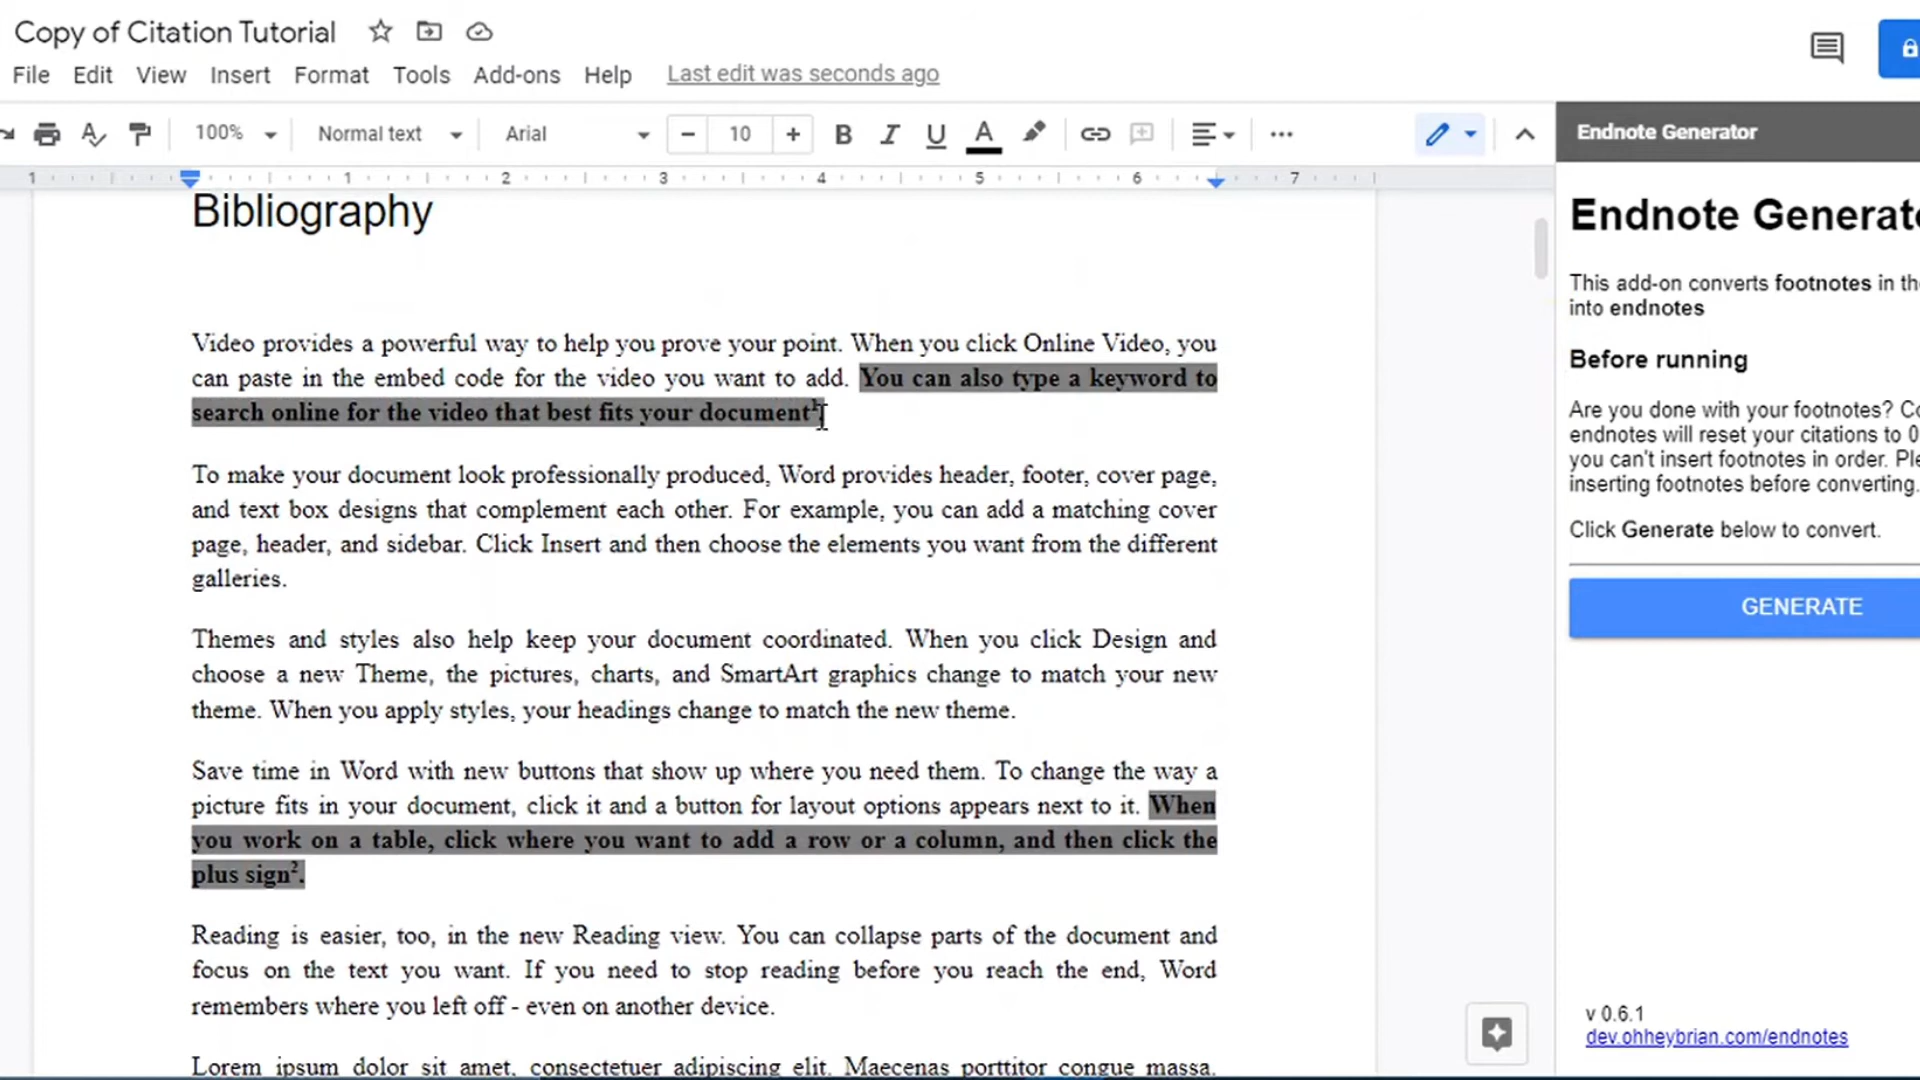 Copy of Citation Tutorial
File Edit View Insert Format Tools Add-ons Help Last edit was seconds ago
100% Normal text Arial 10 B I U A
1 1 2 3 4 5 6 7
Bibliography
Video provides a powerful way to help you prove your point. When you click Online Video, you
can paste in the embed code for the video you want to add. You can also type a keyword to
search online for the video that best fits your document¹.
To make your document look professionally produced, Word provides header, footer, cover page,
and text box designs that complement each other. For example, you can add a matching cover
page, header, and sidebar. Click Insert and then choose the elements you want from the different
galleries.
Themes and styles also help keep your document coordinated. When you click Design and
choose a new Theme, the pictures, charts, and SmartArt graphics change to match your new
theme. When you apply styles, your headings change to match the new theme.
Save time in Word with new buttons that show up where you need them. To change the way a
picture fits in your document, click it and a button for layout options appears next to it. When
you work on a table, click where you want to add a row or a column, and then click the
plus sign².
Reading is easier, too, in the new Reading view. You can collapse parts of the document and
focus on the text you want. If you need to stop reading before you reach the end, Word
remembers where you left off - even on another device.
Lorem ipsum dolor sit amet, consectetuer adipiscing elit. Maecenas porttitor congue massa.
Endnote Generator
Endnote Generat
This add-on converts footnotes in the
into endnotes
Before running
Are you done with your footnotes?
endnotes will reset your citations to 0
you can't insert footnotes in order.
inserting footnotes before converting.
Click Generate below to convert.
GENERATE
v 0.6.1
dev.ohheybrian.com/endnotes